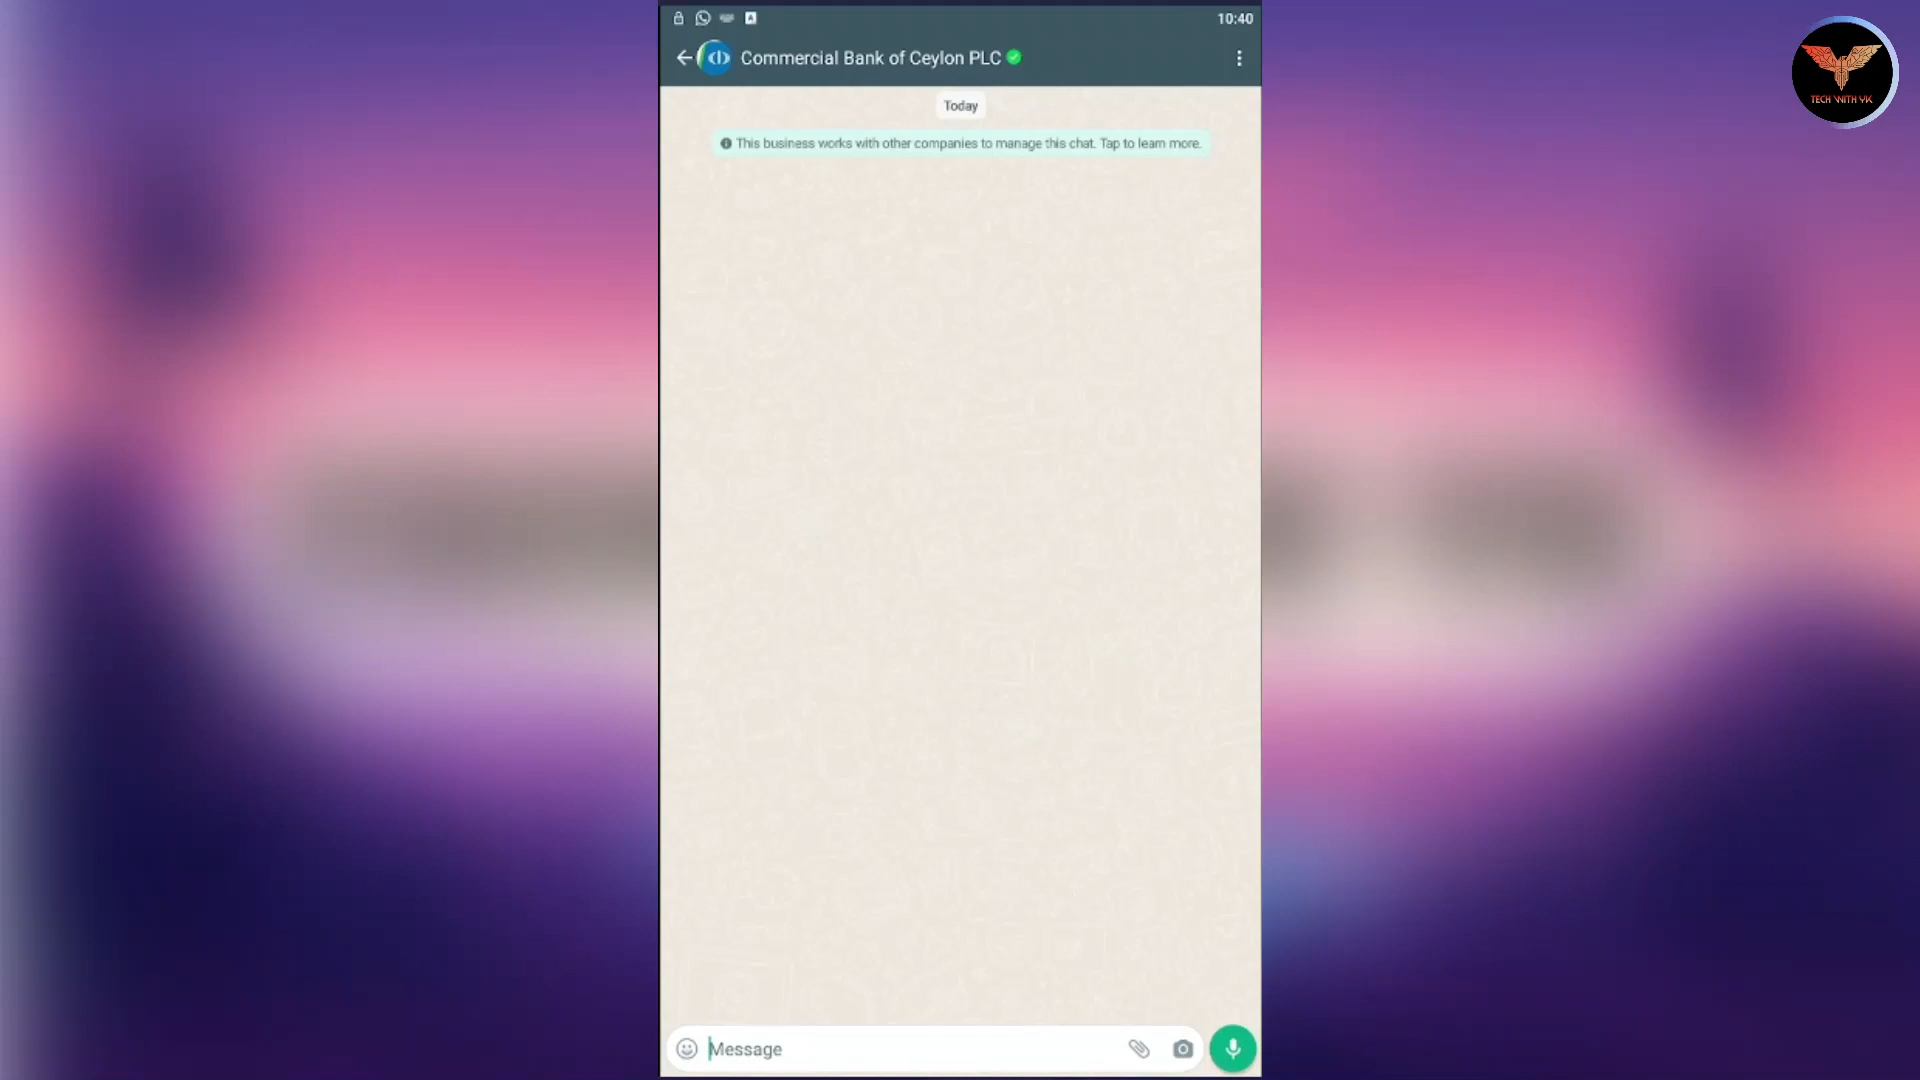 10:40
Commercial Bank of Ceylon PLC
TECH WITH YK
Today
This business works with other companies to manage this chat. Tap to learn more.
Message